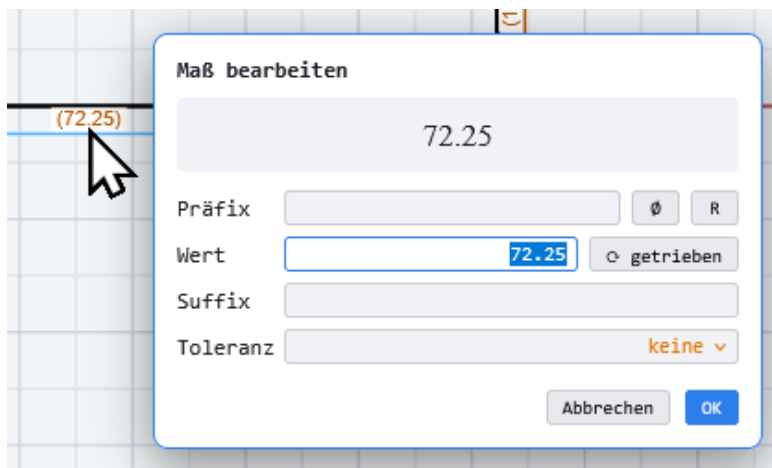 (72.25)
Maß bearbeiten
72.25
Präfix Ø R
Wert 72.25 ⟳ getrieben
Suffix
Toleranz keine
Abbrechen OK